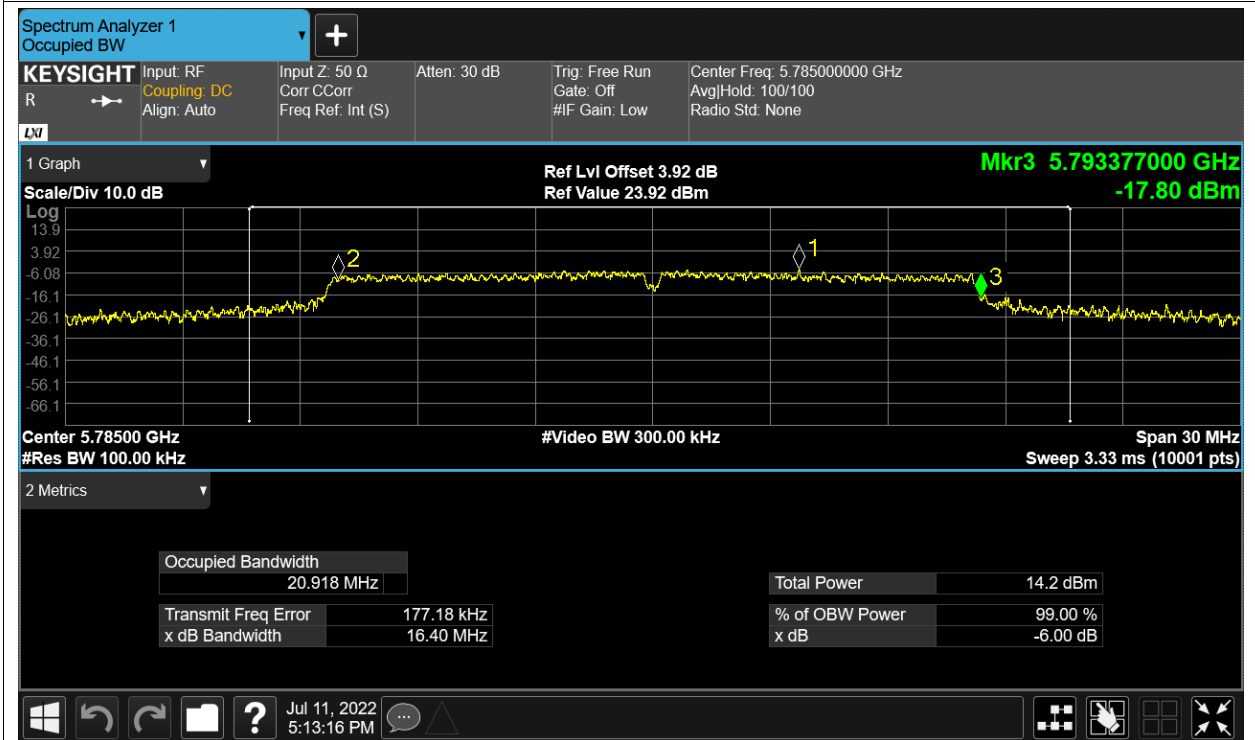 Spectrum Analyzer 1
Occupied BW
KEYSIGHT
R
LXI
Input: RF
Coupling: DC
Align: Auto
Input Z: 50 Ω
Corr CCorr
Freq Ref: Int (S)
Atten: 30 dB
Trig: Free Run
Gate: Off
#IF Gain: Low
Center Freq: 5.785000000 GHz
Avg|Hold: 100/100
Radio Std: None
1 Graph
Scale/Div 10.0 dB
Ref Lvl Offset 3.92 dB
Ref Value 23.92 dBm
Mkr3 5.793377000 GHz
-17.80 dBm
Log
13.9
3.92
-6.08
-16.1
-26.1
-36.1
-46.1
-56.1
-66.1
2
1
3
Center 5.78500 GHz
#Res BW 100.00 kHz
#Video BW 300.00 kHz
Span 30 MHz
Sweep 3.33 ms (10001 pts)
2 Metrics
Occupied Bandwidth
20.918 MHz
Transmit Freq Error 177.18 kHz
x dB Bandwidth 16.40 MHz
Total Power 14.2 dBm
% of OBW Power 99.00 %
x dB -6.00 dB
?
Jul 11, 2022
5:13:16 PM